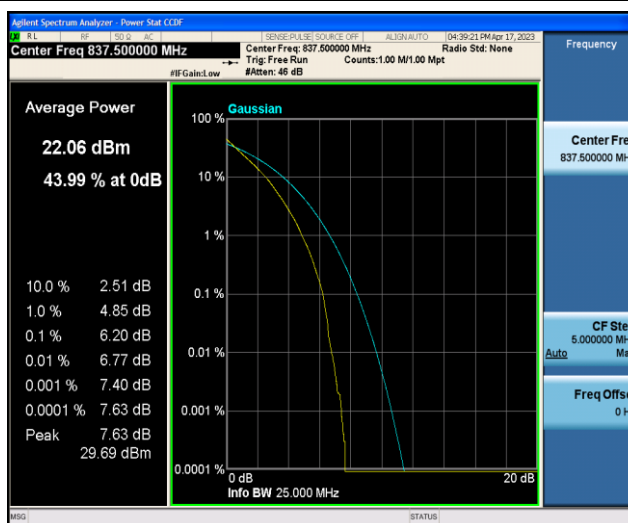 Agilent Spectrum Analyzer - Power Stat CCDF
RL RF 50 Ω AC SENSE:PULSE SOURCE OFF ALIGN AUTO 04:39:21 PM Apr 17, 2023
Center Freq 837.500000 MHz
Center Freq: 837.500000 MHz Radio Std: None
Trig: Free Run Counts:1.00 M/1.00 Mpt
#IFGain:Low #Atten: 46 dB
Frequency
Average Power
22.06 dBm
43.99 % at 0dB
10.0 % 2.51 dB
1.0 % 4.85 dB
0.1 % 6.20 dB
0.01 % 6.77 dB
0.001 % 7.40 dB
0.0001 % 7.63 dB
Peak 7.63 dB
29.69 dBm
Gaussian
100 %
10 %
1 %
0.1 %
0.01 %
0.001 %
0.0001 %
0 dB 20 dB
Info BW 25.000 MHz
Center Fre
837.500000 MH
CF Ste
5.000000 MH
Auto Ma
Freq Offs
0 H
MSG STATUS